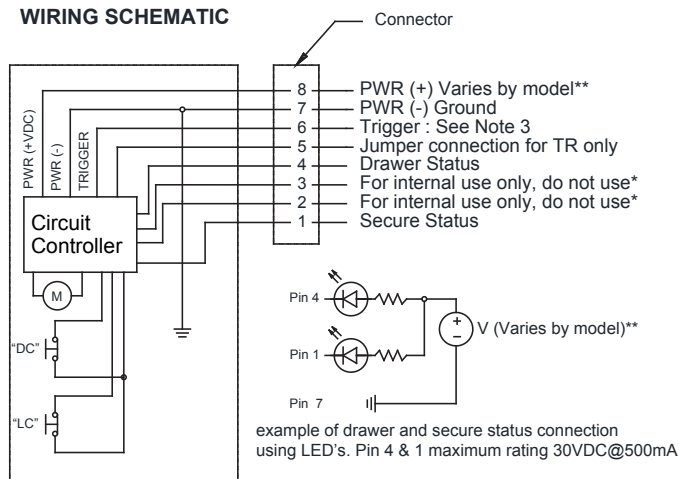 WIRING SCHEMATIC
Connector
8 PWR (+) Varies by model**
7 PWR (-) Ground
6 Trigger : See Note 3
5 Jumper connection for TR only
4 Drawer Status
3 For internal use only, do not use*
2 For internal use only, do not use*
1 Secure Status
PWR (+VDC)
PWR (-)
TRIGGER
Circuit
Controller
M
"DC"
"LC"
Pin 4
Pin 1
+
−
V (Varies by model)**
Pin 7
example of drawer and secure status connection
using LED's. Pin 4 & 1 maximum rating 30VDC@500mA